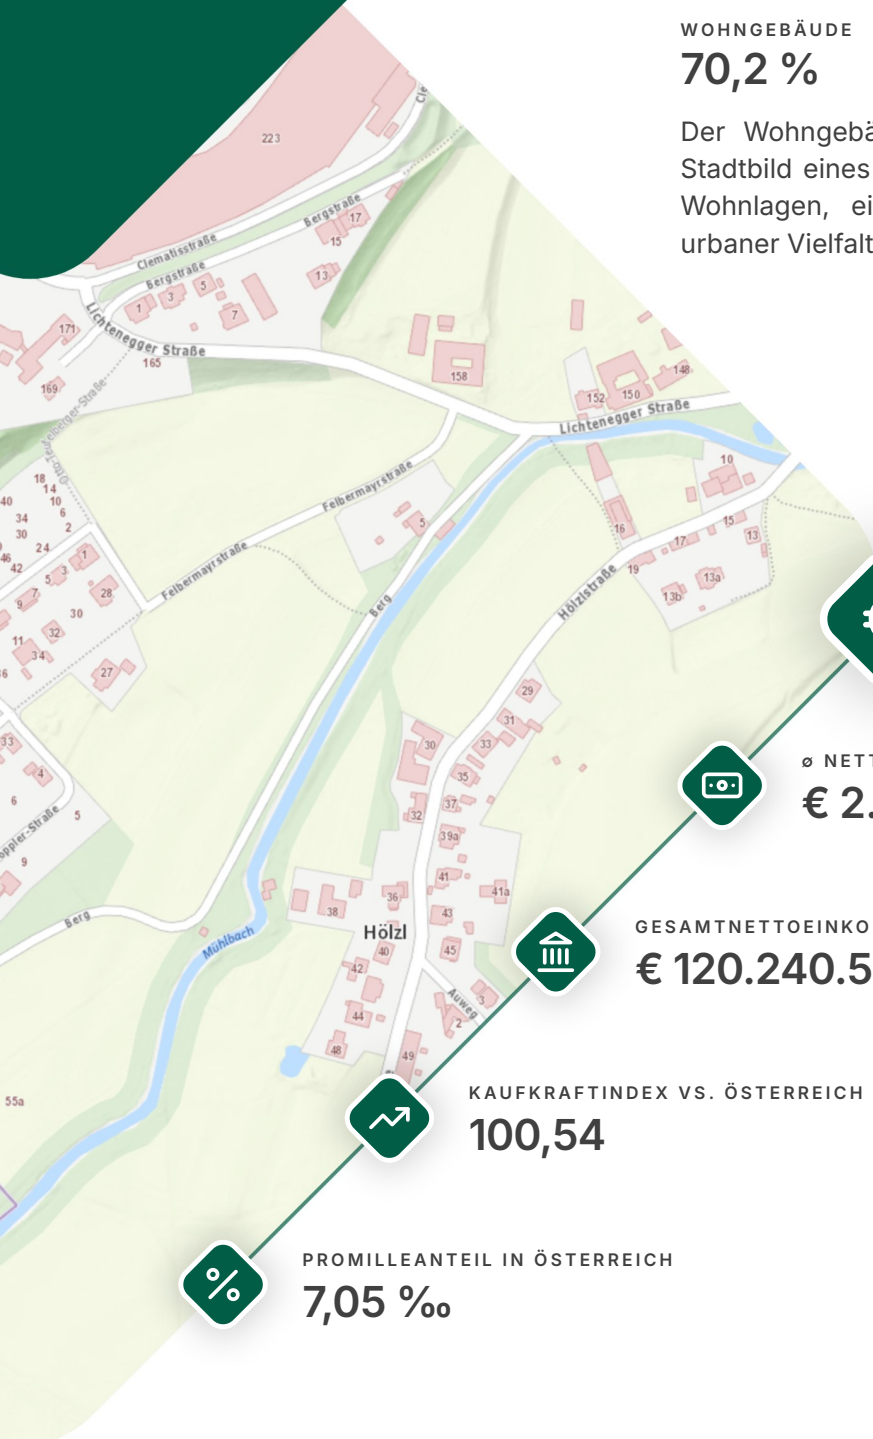 WOHNGEBÄUDE
70,2 %
Der Wohngebä
Stadtbild eines
Wohnlagen, ei
urbaner Vielfalt
223
Clematisstraße
Bergstraße
17
15
13
Bergstraße
1
3
5
7
Lichtenegger Straße
171
165
169
158
152
150
148
Lichtenegger Straße
18
14
10
6
2
40
34
30
24
46
42
Felbermayrstraße
5
10
16
17
15
13
19
13a
13b
Felbermayrstraße
Berg
Hölzlstraße
1
3
5
7
9
28
30
11
32
34
27
29
31
33
30
35
37
32
39a
41
41a
36
38
43
Hölzl
40
45
42
Auweg
3
2
44
48
49
33
4
6
5
9
Berg
Mühlbach
55a
ø NETT
€ 2.
GESAMTNETTOEINKO
€ 120.240.5
KAUFKRAFTINDEX VS. ÖSTERREICH
100,54
PROMILLEANTEIL IN ÖSTERREICH
7,05 ‰